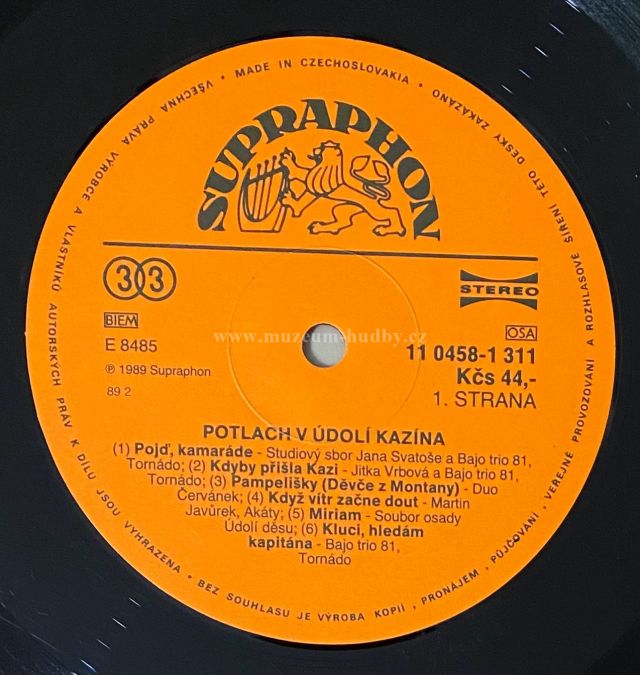 VŠECHNA PRÁVA VÝROBCE A VLASTNÍKŮ AUTORSKÝCH PRÁV K DÍLU JSOU VYHRAZENA • BEZ SOUHLASU JE VÝROBA KOPIÍ, PRONÁJEM, PŮJČOVÁNÍ, VEŘEJNÉ PROVOZOVÁNÍ A ROZHLASOVÉ ŠÍŘENÍ TÉTO DESKY ZAKÁZÁNO • MADE IN CZECHOSLOVAKIA •
SUPRAPHON
33
STEREO
BIEM
OSA
www.muzeum-hudby.cz
E 8485
11 0458-1 311
℗ 1989 Supraphon
Kčs 44,-
89 2
1. STRANA
POTLACH V ÚDOLÍ KAZÍNA
(1) Pojď, kamaráde - Studiový sbor Jana Svatoše a Bajo trio 81,
Tornádo; (2) Kdyby přišla Kazi - Jitka Vrbová a Bajo trio 81,
Tornádo; (3) Pampelišky (Děvče z Montany) - Duo
Červánek; (4) Když vítr začne dout - Martin
Javůrek, Akáty; (5) Miriam - Soubor osady
Údolí děsu; (6) Kluci, hledám
kapitána - Bajo trio 81,
Tornádo